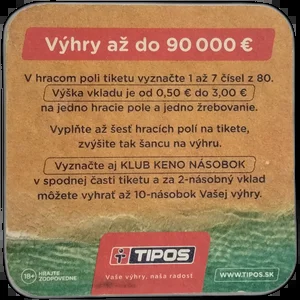 Výhry až do 90 000 €
V hracom poli tiketu vyznačte 1 až 7 čísel z 80.
Výška vkladu je od 0,50 € do 3,00 €
na jedno hracie pole a jedno žrebovanie.
Vyplňte až šesť hracích polí na tikete,
zvýšite tak šancu na výhru.
Vyznačte aj KLUB KENO NÁSOBOK
v spodnej časti tiketu a za 2-násobný vklad
môžete vyhrať až 10-násobok Vašej výhry.
TIPOS
Vaše výhry, naša radosť
18+ HRAJTE
ZODPOVEDNE
WWW.TIPOS.SK